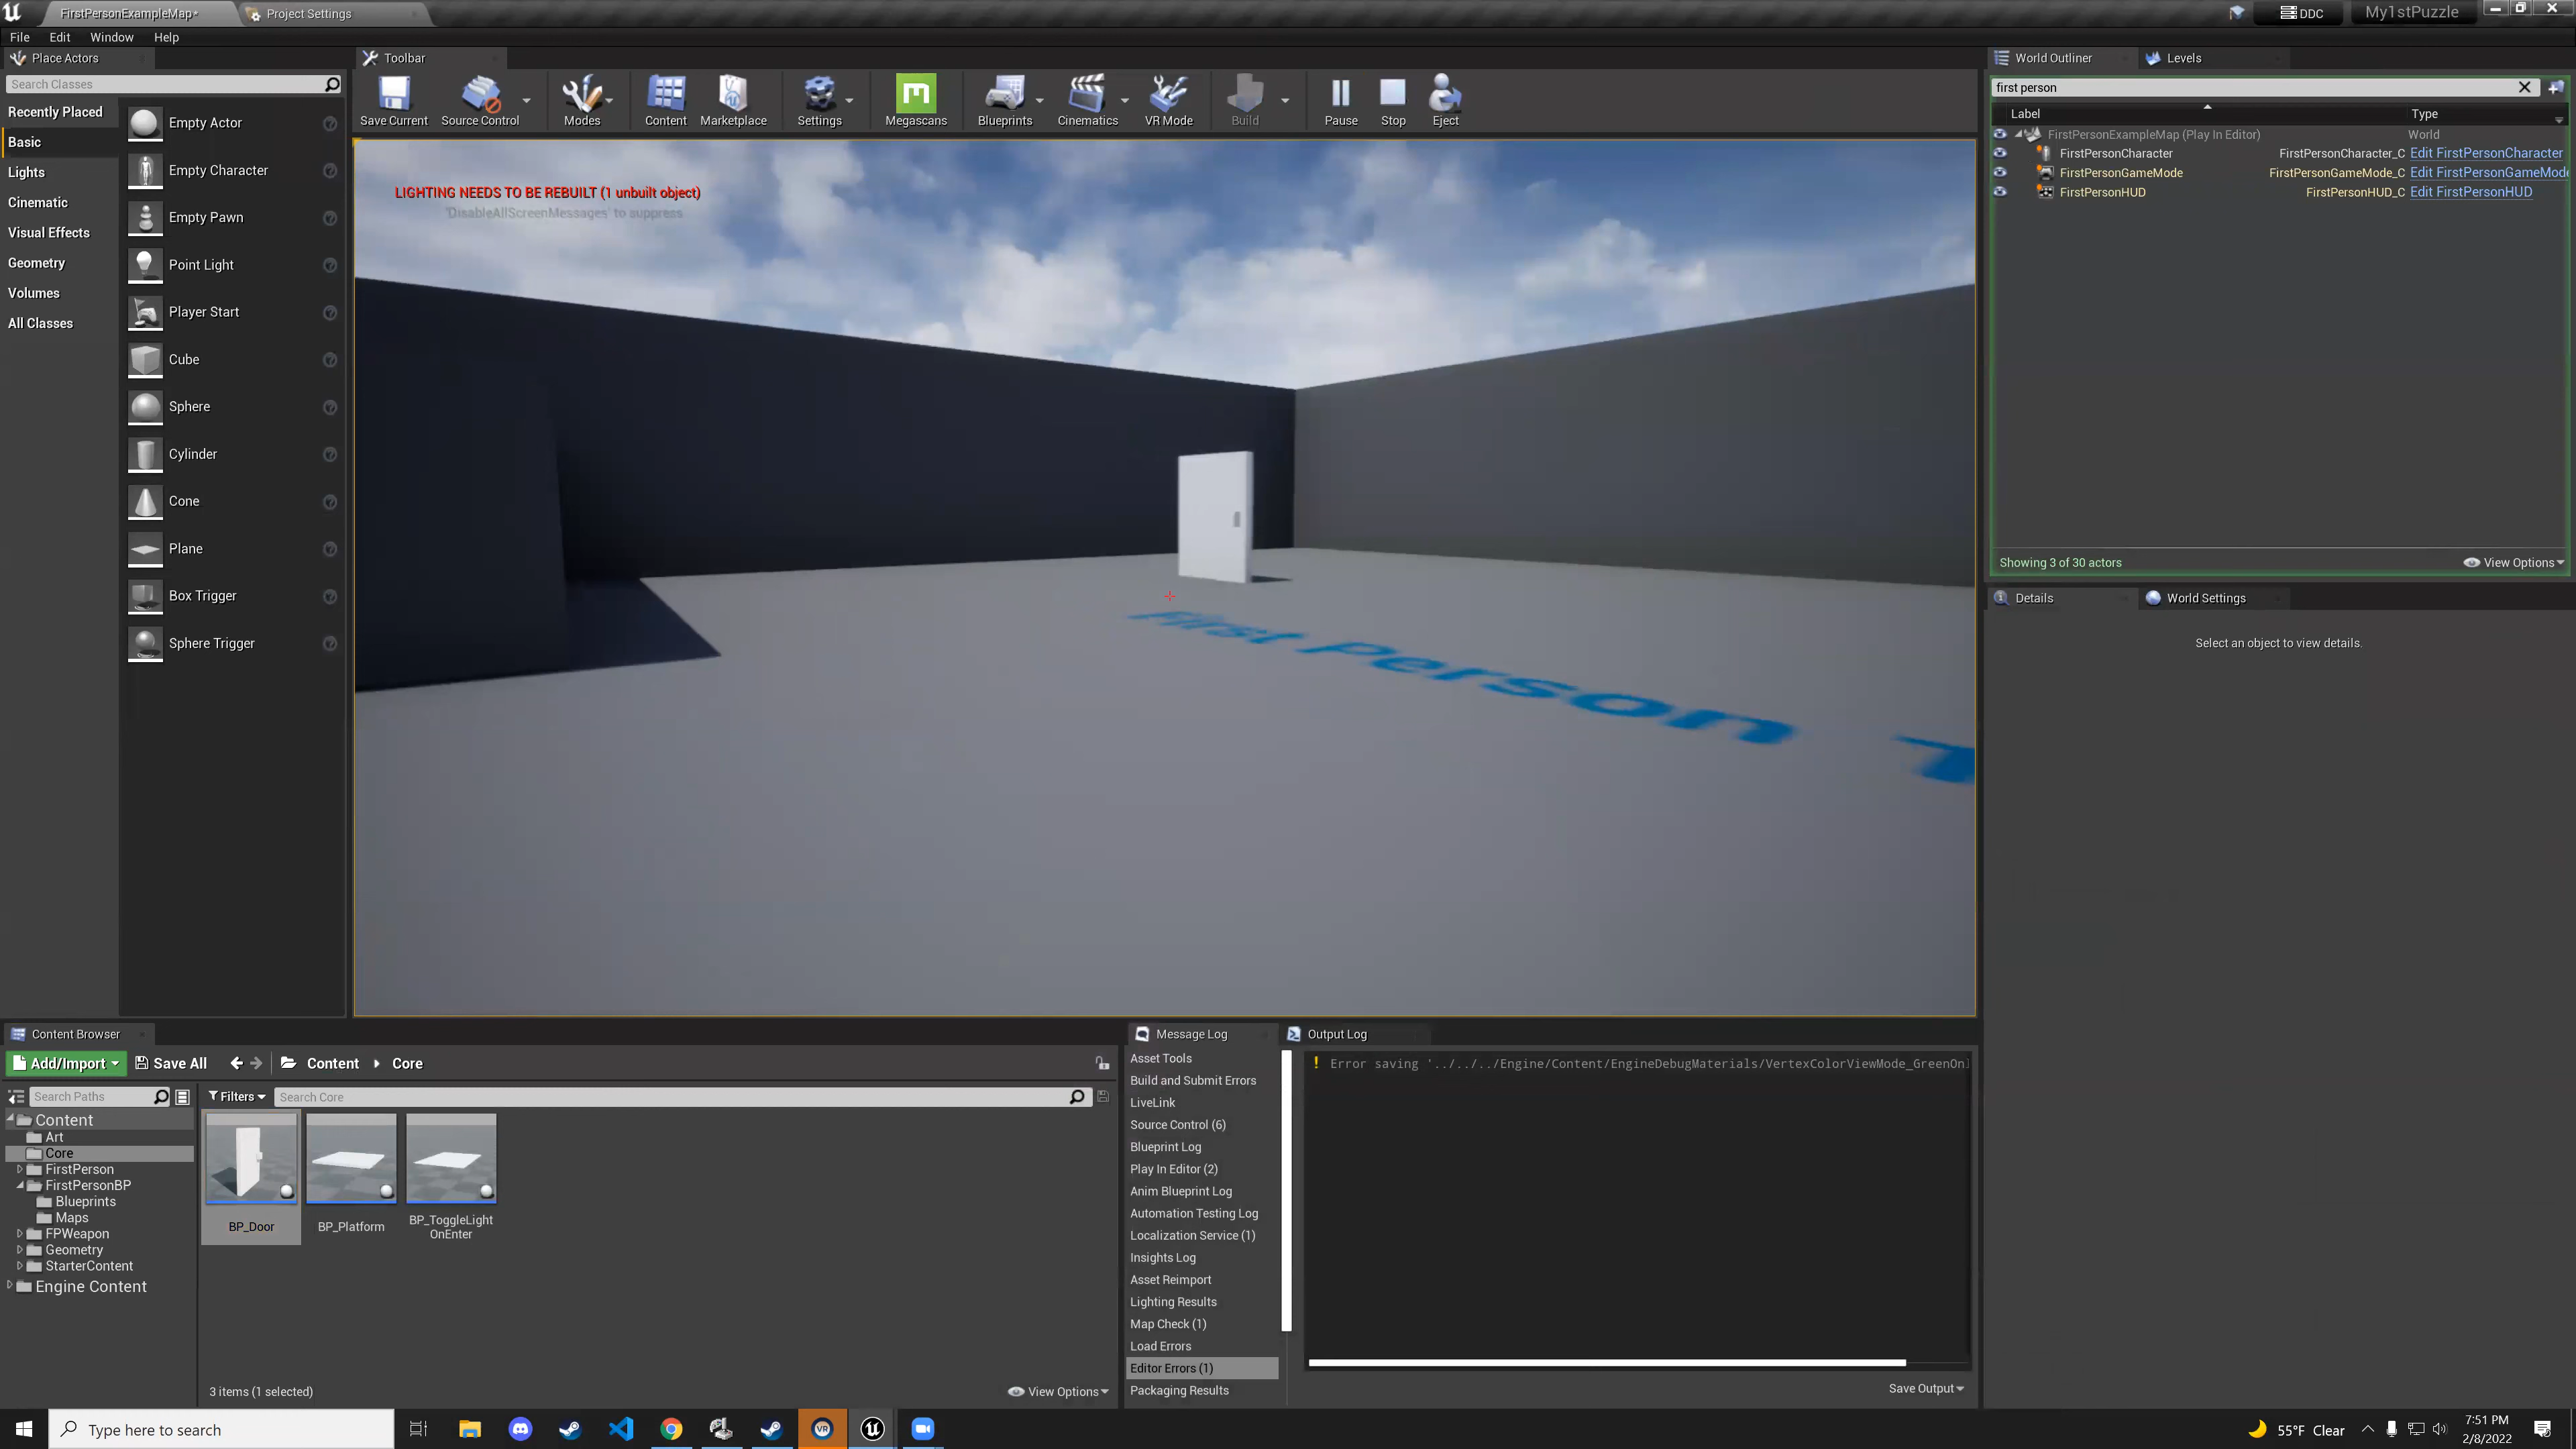 FirstPersonExampleMap*
Project Settings
DDC
My1stPuzzle
File Edit Window Help
Place Actors
Search Classes
Recently Placed
Basic
Lights
Cinematic
Visual Effects
Geometry
Volumes
All Classes
Empty Actor
Empty Character
Empty Pawn
Point Light
Player Start
Cube
Sphere
Cylinder
Cone
Plane
Box Trigger
Sphere Trigger
Toolbar
Save Current
Source Control
Modes
Content
Marketplace
Settings
Megascans
Blueprints
Cinematics
VR Mode
Build
Pause
Stop
Eject
LIGHTING NEEDS TO BE REBUILT (1 unbuilt object)
'DisableAllScreenMessages' to suppress
First Person T
World Outliner
Levels
first person
Label Type
FirstPersonExampleMap (Play In Editor) World
FirstPersonCharacter FirstPersonCharacter_C Edit FirstPersonCharacter
FirstPersonGameMode FirstPersonGameMode_C Edit FirstPersonGameMode
FirstPersonHUD FirstPersonHUD_C Edit FirstPersonHUD
Showing 3 of 30 actors
View Options
Details
World Settings
Select an object to view details.
Content Browser
Add/Import
Save All
Content
Core
Search Paths
Filters
Search Core
Content
Art
Core
FirstPerson
FirstPersonBP
Blueprints
Maps
FPWeapon
Geometry
StarterContent
Engine Content
BP_Door
BP_Platform
BP_ToggleLight
OnEnter
3 items (1 selected)
View Options
Message Log
Output Log
Asset Tools
Build and Submit Errors
LiveLink
Source Control (6)
Blueprint Log
Play In Editor (2)
Anim Blueprint Log
Automation Testing Log
Localization Service (1)
Insights Log
Asset Reimport
Lighting Results
Map Check (1)
Load Errors
Editor Errors (1)
Packaging Results
! Error saving '../../../Engine/Content/EngineDebugMaterials/VertexColorViewMode_GreenOn
Save Output
Type here to search
VR
55°F Clear
7:51 PM
2/8/2022